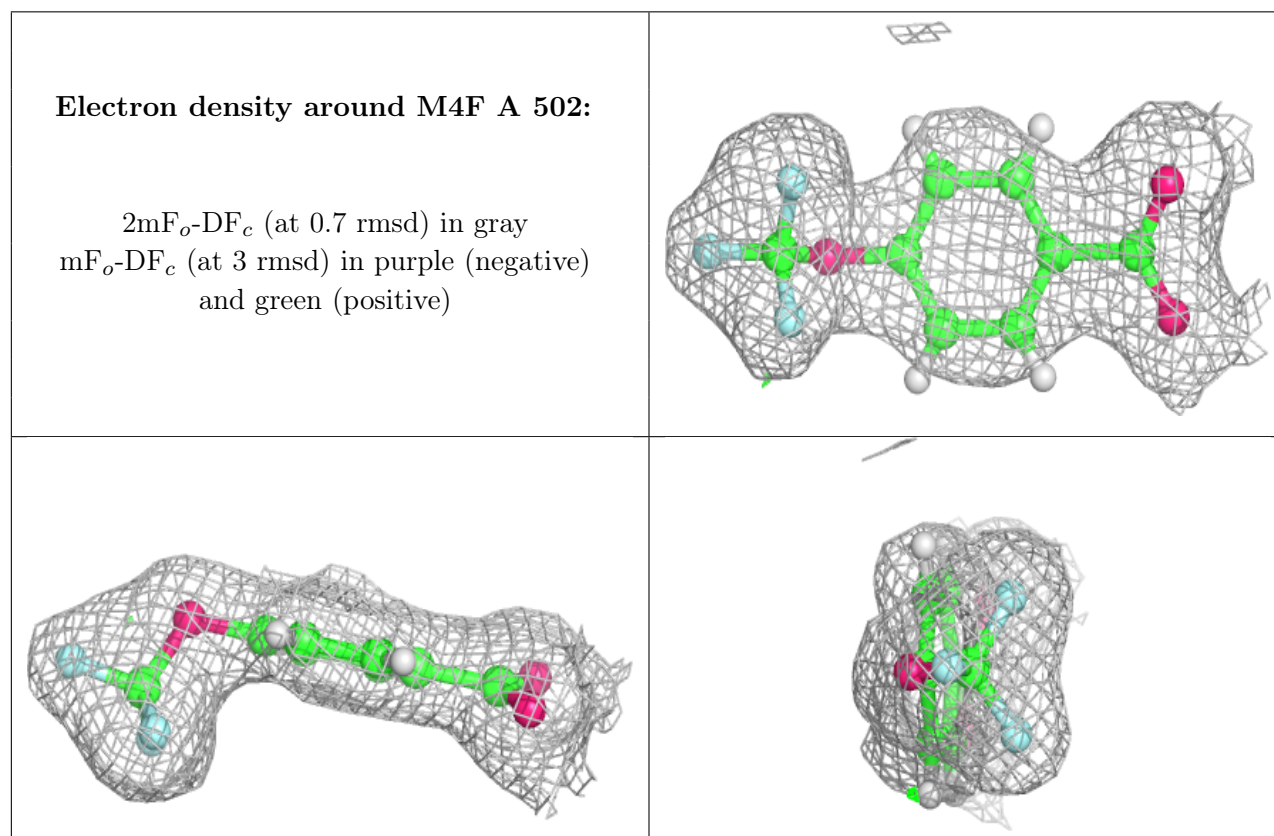 Electron density around M4F A 502:
2mFₒ-DF𝑐 (at 0.7 rmsd) in gray
mFₒ-DF𝑐 (at 3 rmsd) in purple (negative)
and green (positive)